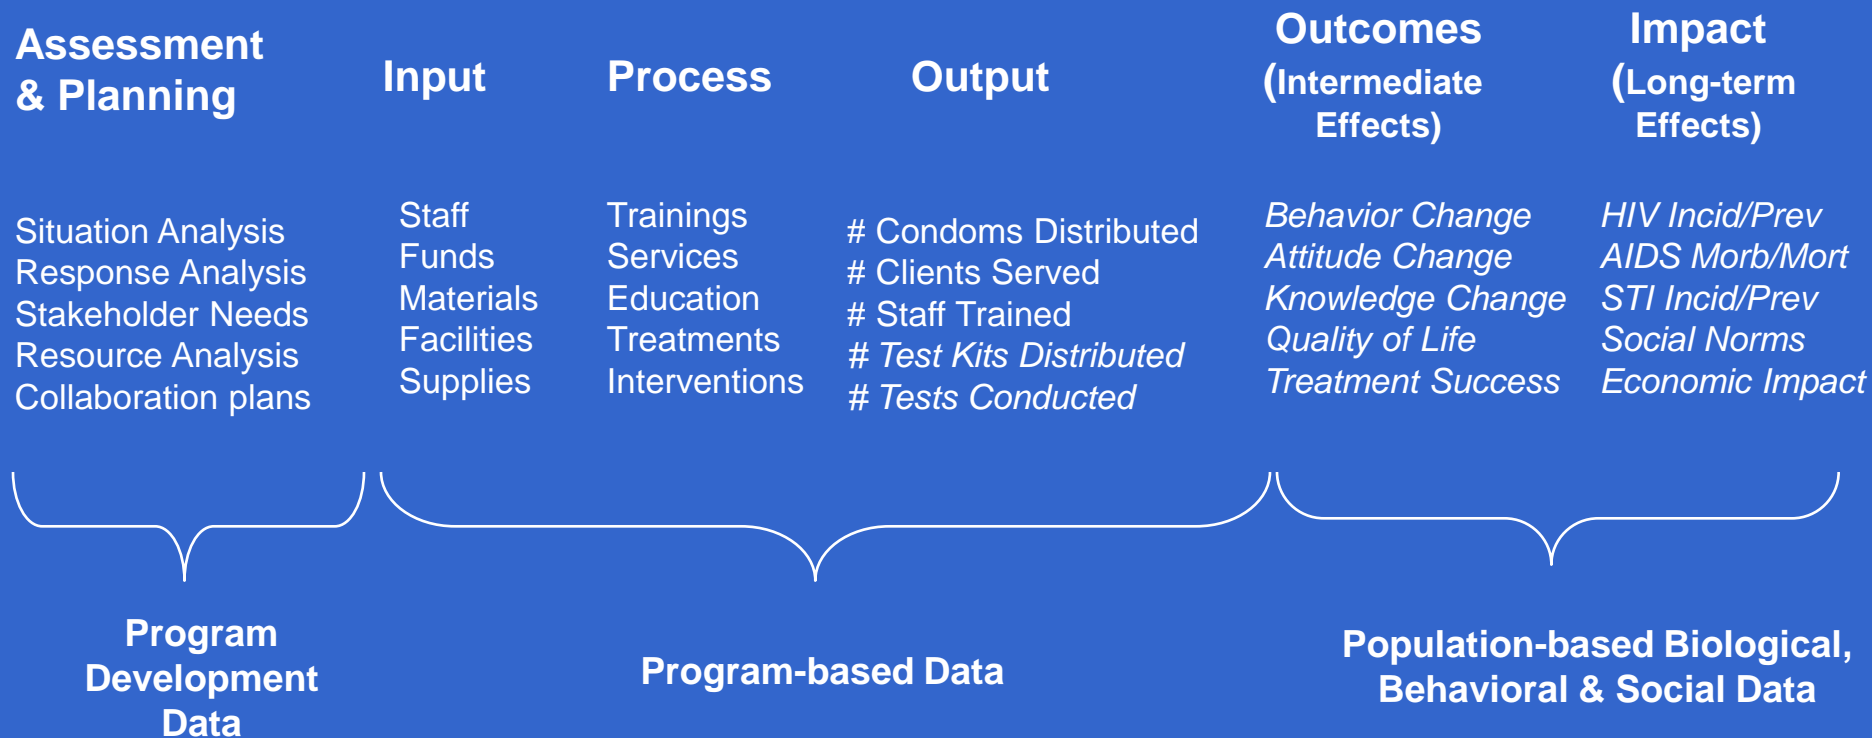 Assessment
& Planning
Input
Process
Output
Outcomes
(Intermediate
Effects)
Impact
(Long-term
Effects)
Situation Analysis
Response Analysis
Stakeholder Needs
Resource Analysis
Collaboration plans
Staff
Funds
Materials
Facilities
Supplies
Trainings
Services
Education
Treatments
Interventions
# Condoms Distributed
# Clients Served
# Staff Trained
# Test Kits Distributed
# Tests Conducted
Behavior Change
Attitude Change
Knowledge Change
Quality of Life
Treatment Success
HIV Incid/Prev
AIDS Morb/Mort
STI Incid/Prev
Social Norms
Economic Impact
Program
Development
Data
Program-based Data
Population-based Biological,
Behavioral & Social Data